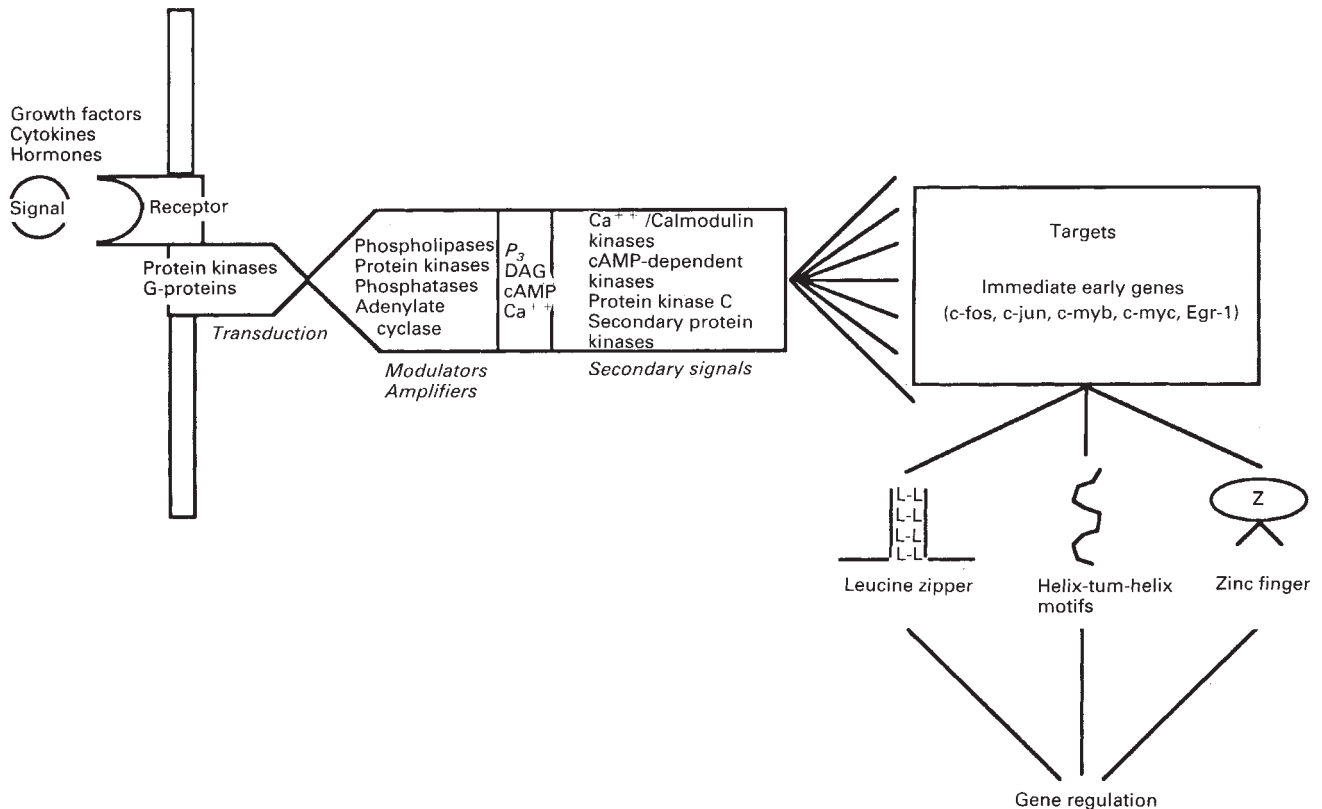 Growth factors
Cytokines
Hormones
Signal
Receptor
Protein kinases
G-proteins
Transduction
Phospholipases
Protein kinases
Phosphatases
Adenylate
cyclase
Modulators
Amplifiers
P3
DAG
cAMP
Ca++
Ca++/Calmodulin
kinases
cAMP-dependent
kinases
Protein kinase C
Secondary protein
kinases
Secondary signals
Targets
Immediate early genes
(c-fos, c-jun, c-myb, c-myc, Egr-1)
L-L
L-L
L-L
L-L
Leucine zipper
Helix-tum-helix
motifs
Z
Zinc finger
Gene regulation